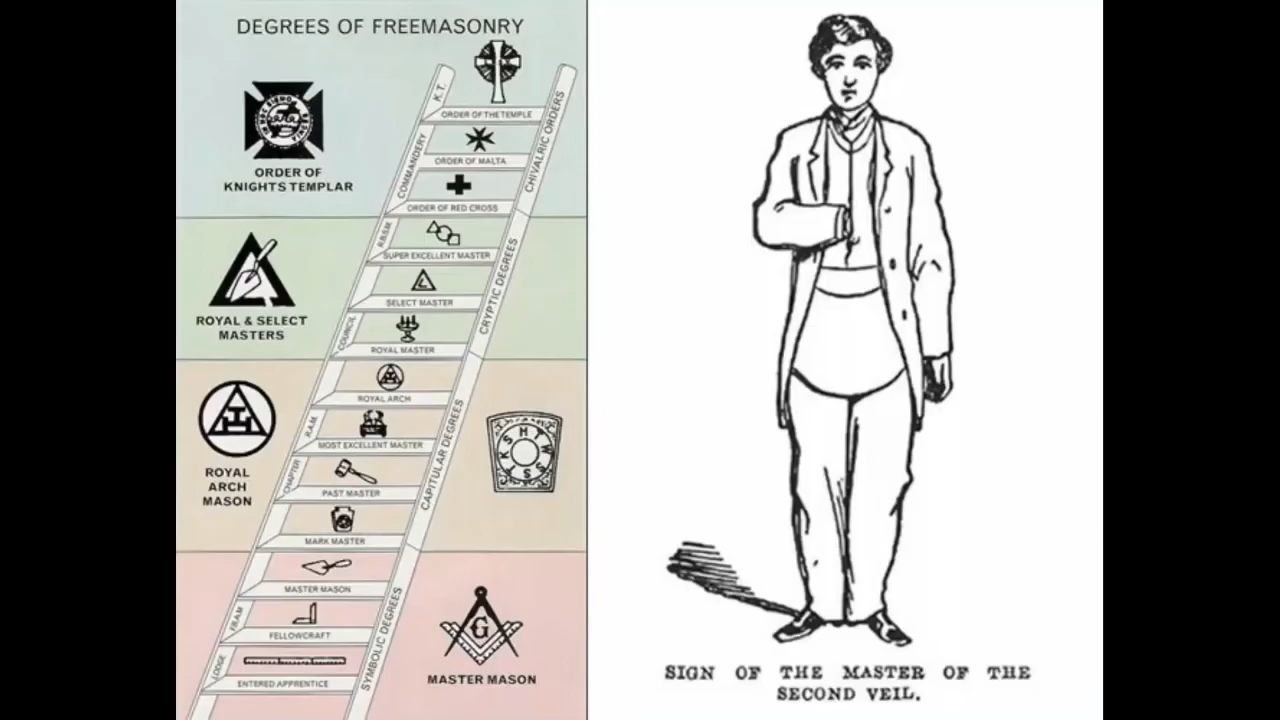 DEGREES OF FREEMASONRY
K.T.
ORDER OF THE TEMPLE
CHIVALRIC ORDERS
COMMANDERY
ORDER OF MALTA
ORDER OF RED CROSS
ORDER OF
KNIGHTS TEMPLAR
SUPER EXCELLENT MASTER
CRYPTIC DEGREES
SELECT MASTER
COUNCIL
ROYAL MASTER
ROYAL & SELECT
MASTERS
ROYAL ARCH
R.A.M.
MOST EXCELLENT MASTER
CAPITULAR DEGREES
CHAPTER
PAST MASTER
MARK MASTER
ROYAL
ARCH
MASON
H T W S S T K S
MASTER MASON
F.&A.M.
FELLOWCRAFT
SYMBOLIC DEGREES
LODGE
ENTERED APPRENTICE
G
MASTER MASON
SIGN OF THE MASTER OF THE
SECOND VEIL.